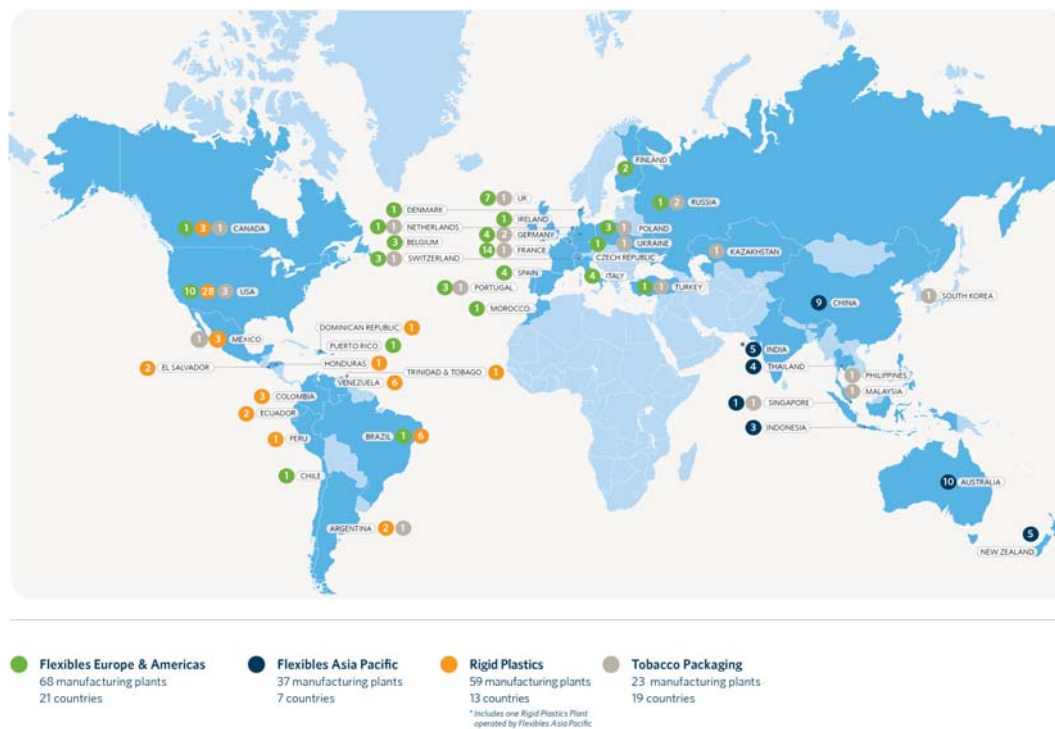 2 FINLAND
7 1 UK
1 DENMARK
1 2 RUSSIA
1 IRELAND
1 1 NETHERLANDS
3 1 POLAND
1 3 1 CANADA
4 2 GERMANY
3 BELGIUM
1 1 UKRAINE
14 1 FRANCE
1 KAZAKHSTAN
3 1 SWITZERLAND
CZECH REPUBLIC
4 SPAIN
4 ITALY
3 1 PORTUGAL
1 1 TURKEY
10 28 3 USA
1 SOUTH KOREA
9 CHINA
1 MOROCCO
DOMINICAN REPUBLIC 1
1 3 MEXICO
PUERTO RICO 1
* 5 INDIA
HONDURAS 1
2 EL SALVADOR
4 THAILAND
TRINIDAD & TOBAGO 1
1 PHILIPPINES
VENEZUELA 6
1 MALAYSIA
3 COLOMBIA
1 1 SINGAPORE
2 ECUADOR
3 INDONESIA
1 PERU
BRAZIL 1 6
1 CHILE
10 AUSTRALIA
ARGENTINA 2 1
5
NEW ZEALAND
Flexibles Europe & Americas
68 manufacturing plants
21 countries
Flexibles Asia Pacific
37 manufacturing plants
7 countries
Rigid Plastics
59 manufacturing plants
13 countries
* Includes one Rigid Plastics Plant
operated by Flexibles Asia Pacific
Tobacco Packaging
23 manufacturing plants
19 countries